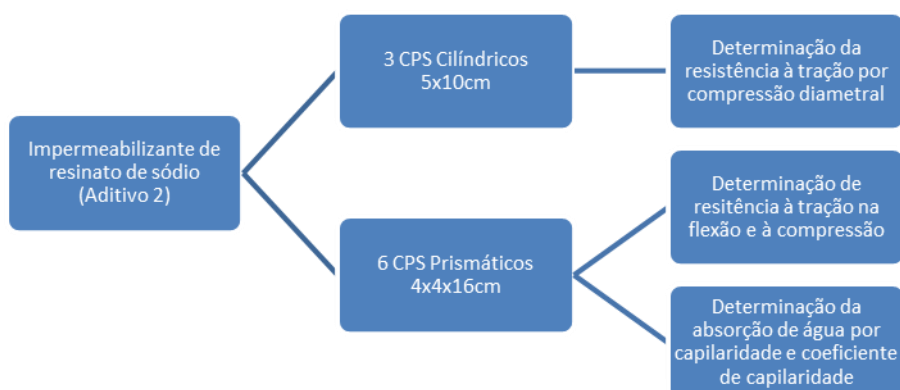 Impermeabilizante de
resinato de sódio
(Aditivo 2)
3 CPS Cilíndricos
5x10cm
Determinação da
resistência à tração por
compressão diametral
6 CPS Prismáticos
4x4x16cm
Determinação de
resitência à tração na
flexão e à compressão
Determinação da
absorção de água por
capilaridade e coeficiente
de capilaridade